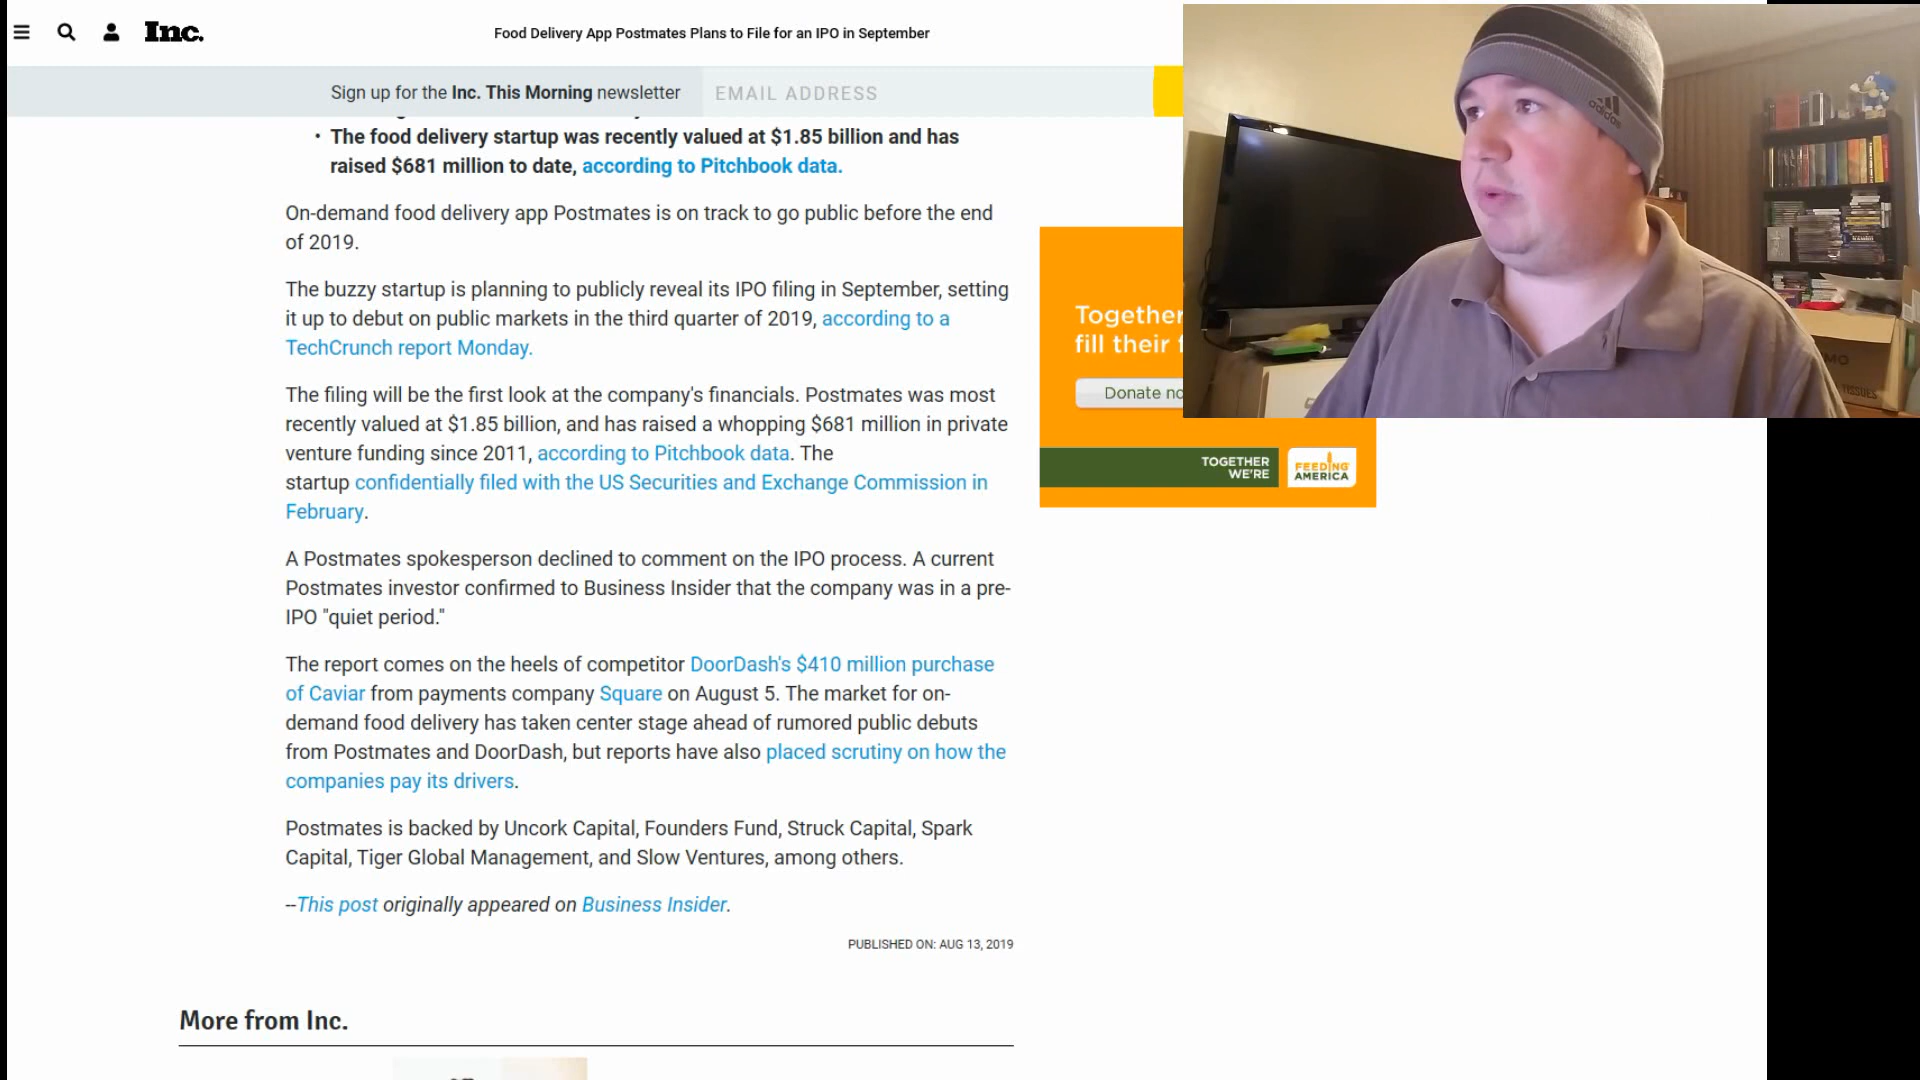 Inc.
Food Delivery App Postmates Plans to File for an IPO in September
Sign up for the Inc. This Morning newsletter
EMAIL ADDRESS
• The food delivery startup was recently valued at $1.85 billion and has
raised $681 million to date, according to Pitchbook data.
On-demand food delivery app Postmates is on track to go public before the end
of 2019.
The buzzy startup is planning to publicly reveal its IPO filing in September, setting
it up to debut on public markets in the third quarter of 2019, according to a
TechCrunch report Monday.
The filing will be the first look at the company's financials. Postmates was most
recently valued at $1.85 billion, and has raised a whopping $681 million in private
venture funding since 2011, according to Pitchbook data. The
startup confidentially filed with the US Securities and Exchange Commission in
February.
A Postmates spokesperson declined to comment on the IPO process. A current
Postmates investor confirmed to Business Insider that the company was in a pre-
IPO "quiet period."
The report comes on the heels of competitor DoorDash's $410 million purchase
of Caviar from payments company Square on August 5. The market for on-
demand food delivery has taken center stage ahead of rumored public debuts
from Postmates and DoorDash, but reports have also placed scrutiny on how the
companies pay its drivers.
Postmates is backed by Uncork Capital, Founders Fund, Struck Capital, Spark
Capital, Tiger Global Management, and Slow Ventures, among others.
--This post originally appeared on Business Insider.
PUBLISHED ON: AUG 13, 2019
More from Inc.
Together
fill their
Donate
TOGETHER
WE'RE
FEEDING
AMERICA
adidas
TISSUES